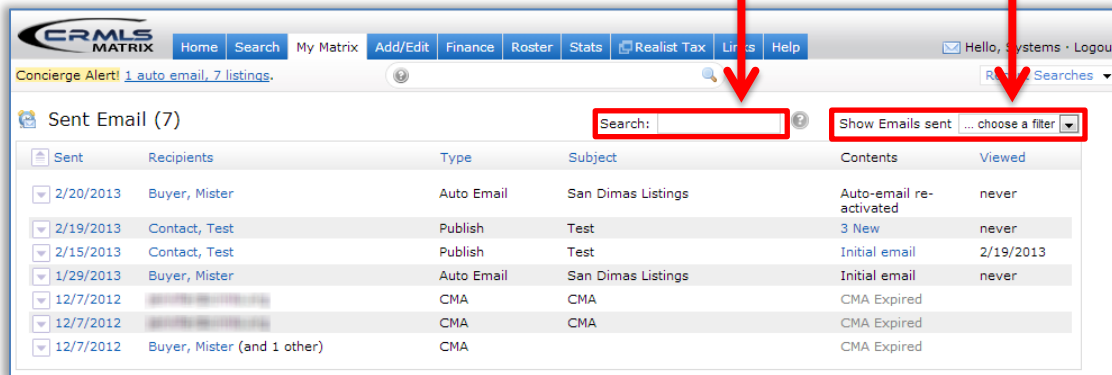 CRMLS
MATRIX
Home Search My Matrix Add/Edit Finance Roster Stats Realist Tax Links Help
Hello, Systems · Logou
Concierge Alert! 1 auto email, 7 listings.
Searches
Sent Email (7)
Search:
Show Emails sent ... choose a filter
Sent Recipients Type Subject Contents Viewed
2/20/2013 Buyer, Mister Auto Email San Dimas Listings Auto-email re-
activated never
2/19/2013 Contact, Test Publish Test 3 New never
2/15/2013 Contact, Test Publish Test Initial email 2/19/2013
1/29/2013 Buyer, Mister Auto Email San Dimas Listings Initial email never
12/7/2012 CMA CMA CMA Expired
12/7/2012 CMA CMA CMA Expired
12/7/2012 Buyer, Mister (and 1 other) CMA CMA Expired